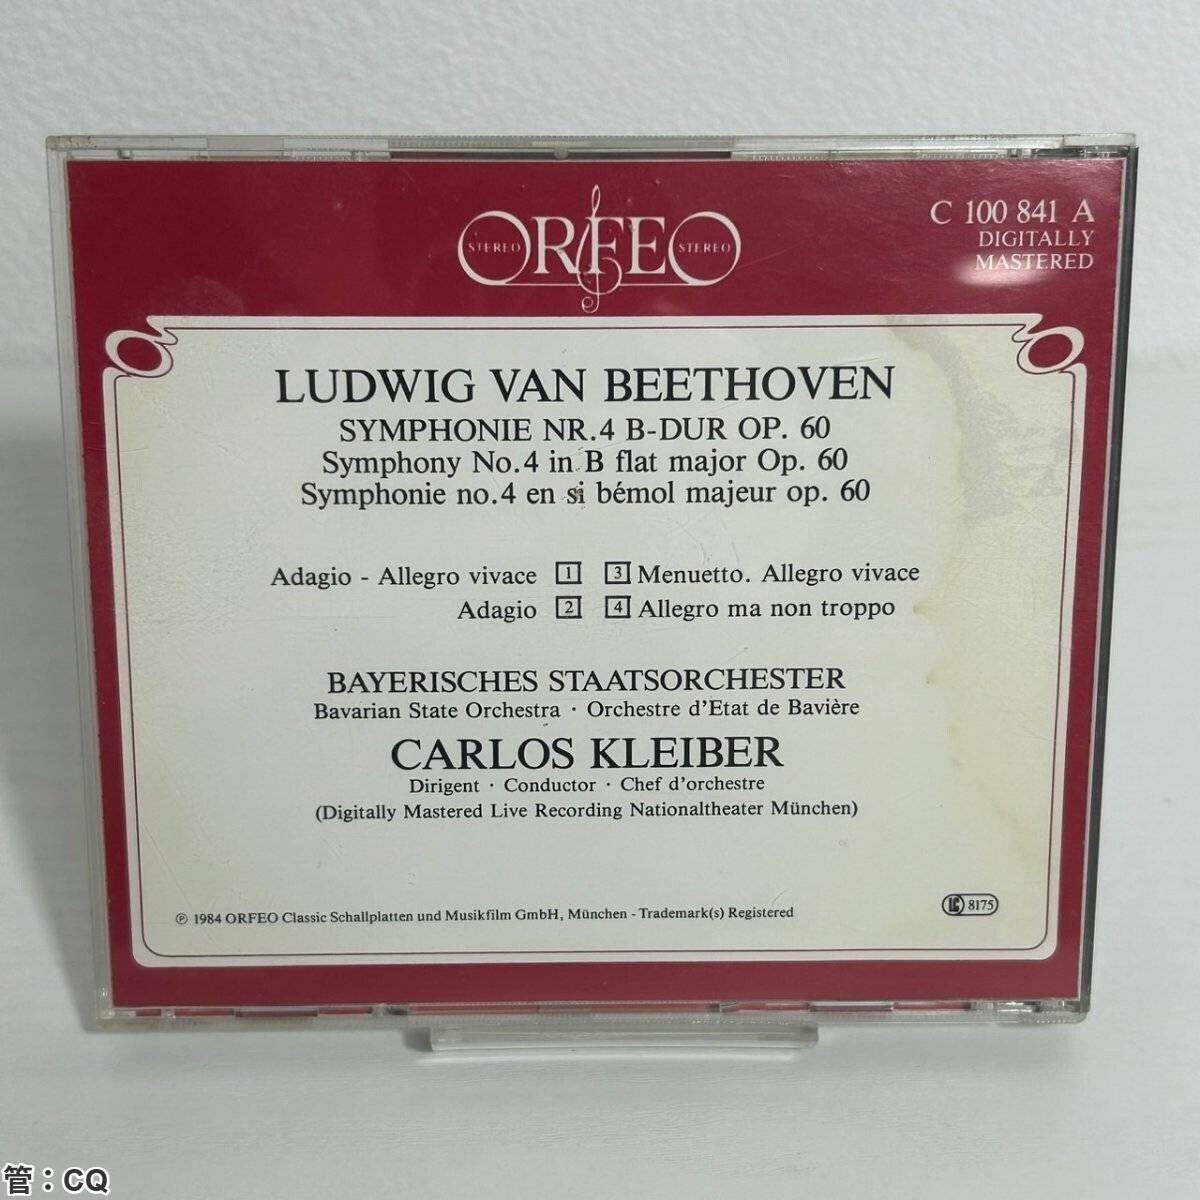 STEREO ORFEO STEREO
C 100 841 A
DIGITALLY
MASTERED
LUDWIG VAN BEETHOVEN
SYMPHONIE NR.4 B-DUR OP. 60
Symphony No.4 in B flat major Op. 60
Symphonie no.4 en si bémol majeur op. 60
Adagio - Allegro vivace 1 3 Menuetto. Allegro vivace
Adagio 2 4 Allegro ma non troppo
BAYERISCHES STAATSORCHESTER
Bavarian State Orchestra · Orchestre d'Etat de Bavière
CARLOS KLEIBER
Dirigent · Conductor · Chef d'orchestre
(Digitally Mastered Live Recording Nationaltheater München)
℗ 1984 ORFEO Classic Schallplatten und Musikfilm GmbH, München - Trademark(s) Registered
LC 8175
管：CQ